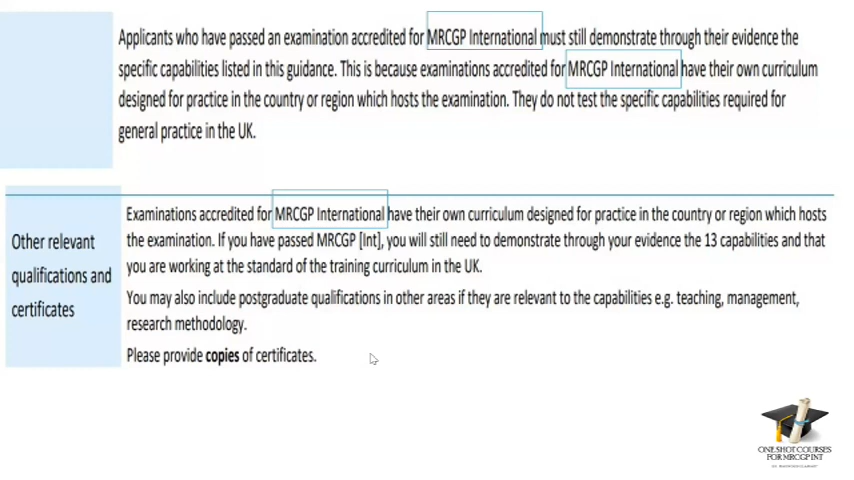 Applicants who have passed an examination accredited for MRCGP International must still demonstrate through their evidence the
specific capabilities listed in this guidance. This is because examinations accredited for MRCGP International have their own curriculum
designed for practice in the country or region which hosts the examination. They do not test the specific capabilities required for
general practice in the UK.
Other relevant
qualifications and
certificates
Examinations accredited for MRCGP International have their own curriculum designed for practice in the country or region which hosts
the examination. If you have passed MRCGP [Int], you will still need to demonstrate through your evidence the 13 capabilities and that
you are working at the standard of the training curriculum in the UK.
You may also include postgraduate qualifications in other areas if they are relevant to the capabilities e.g. teaching, management,
research methodology.
Please provide copies of certificates.
ONE SHOT COURSES
FOR MRCGP INT